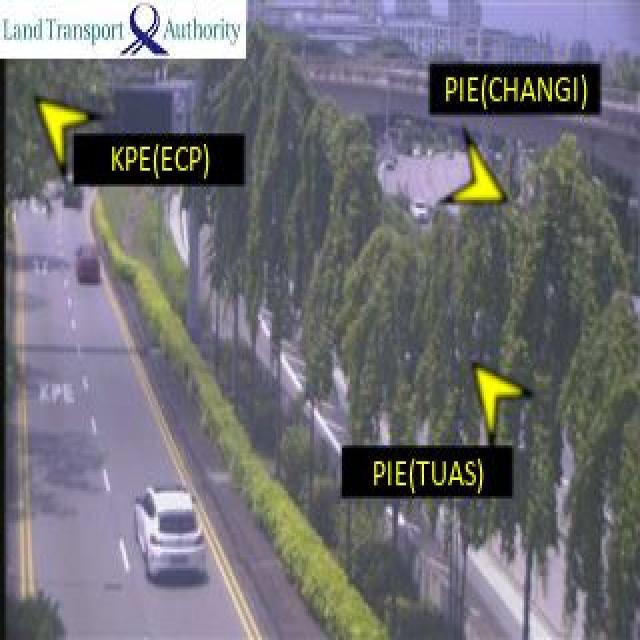 Land Transport Authority
PIE(CHANGI)
KPE(ECP)
KPE
PIE(TUAS)